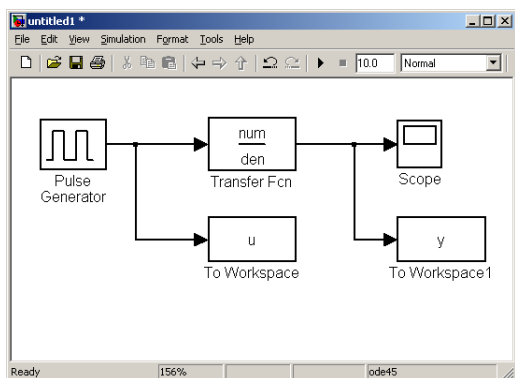 untitled1 *
File Edit View Simulation Format Tools Help
10.0 Normal
num
den
Pulse
Generator
Transfer Fcn
Scope
u
y
To Workspace
To Workspace1
Ready 156% ode45